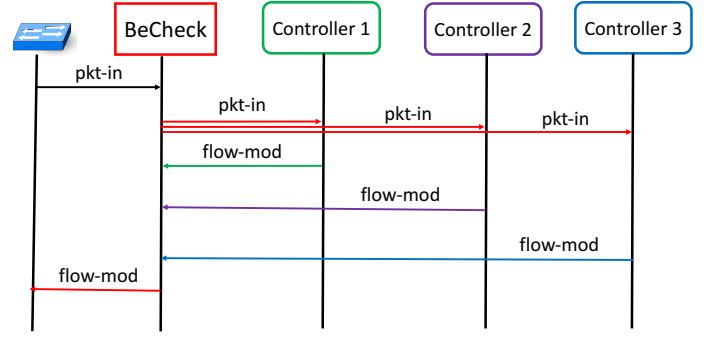 BeCheck
Controller 1
Controller 2
Controller 3
pkt-in
pkt-in
pkt-in
pkt-in
flow-mod
flow-mod
flow-mod
flow-mod